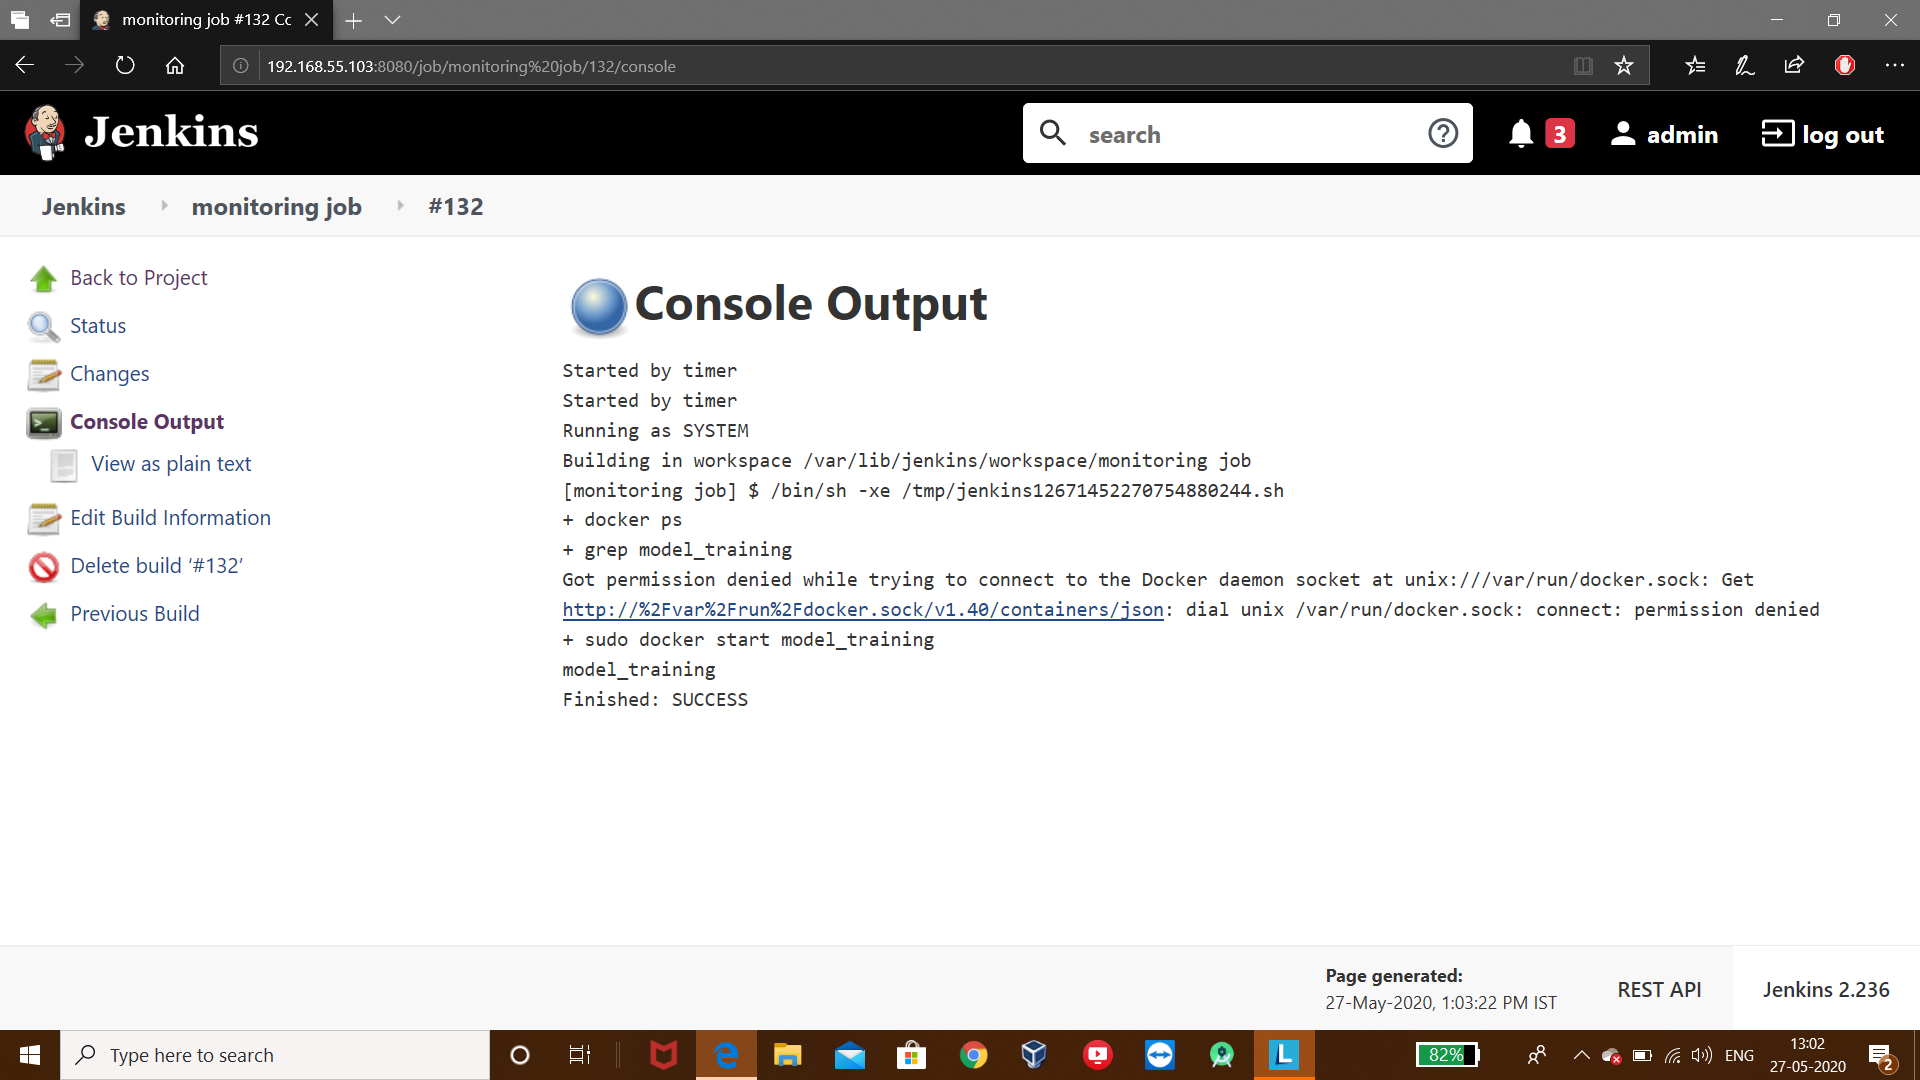 monitoring job #132 Cc
192.168.55.103:8080/job/monitoring%20job/132/console
Jenkins
search
3
admin
log out
Jenkins
monitoring job
#132
Back to Project
Status
Changes
Console Output
View as plain text
Edit Build Information
Delete build ‘#132’
Previous Build
Console Output
Started by timer
Started by timer
Running as SYSTEM
Building in workspace /var/lib/jenkins/workspace/monitoring job
[monitoring job] $ /bin/sh -xe /tmp/jenkins12671452270754880244.sh
+ docker ps
+ grep model_training
Got permission denied while trying to connect to the Docker daemon socket at unix:///var/run/docker.sock: Get
http://%2Fvar%2Frun%2Fdocker.sock/v1.40/containers/json: dial unix /var/run/docker.sock: connect: permission denied
+ sudo docker start model_training
model_training
Finished: SUCCESS
Page generated:
27-May-2020, 1:03:22 PM IST
REST API
Jenkins 2.236
Type here to search
82%
ENG
13:02
27-05-2020
2